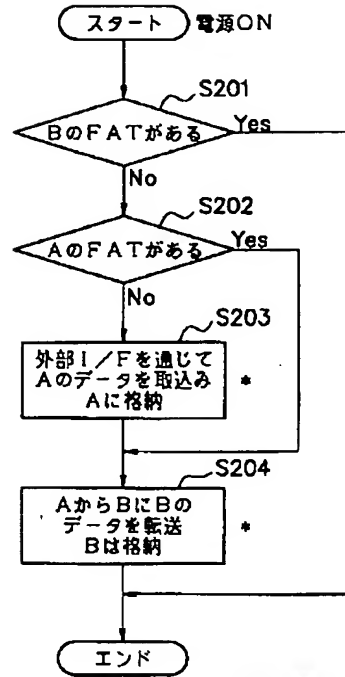 スタート 電源ON
S201
BのFATがある Yes
No
S202
AのFATがある Yes
No
S203
外部I/Fを通じて
Aのデータを取込み *
Aに格納
S204
AからBにBの
データを転送 *
Bは格納
エンド